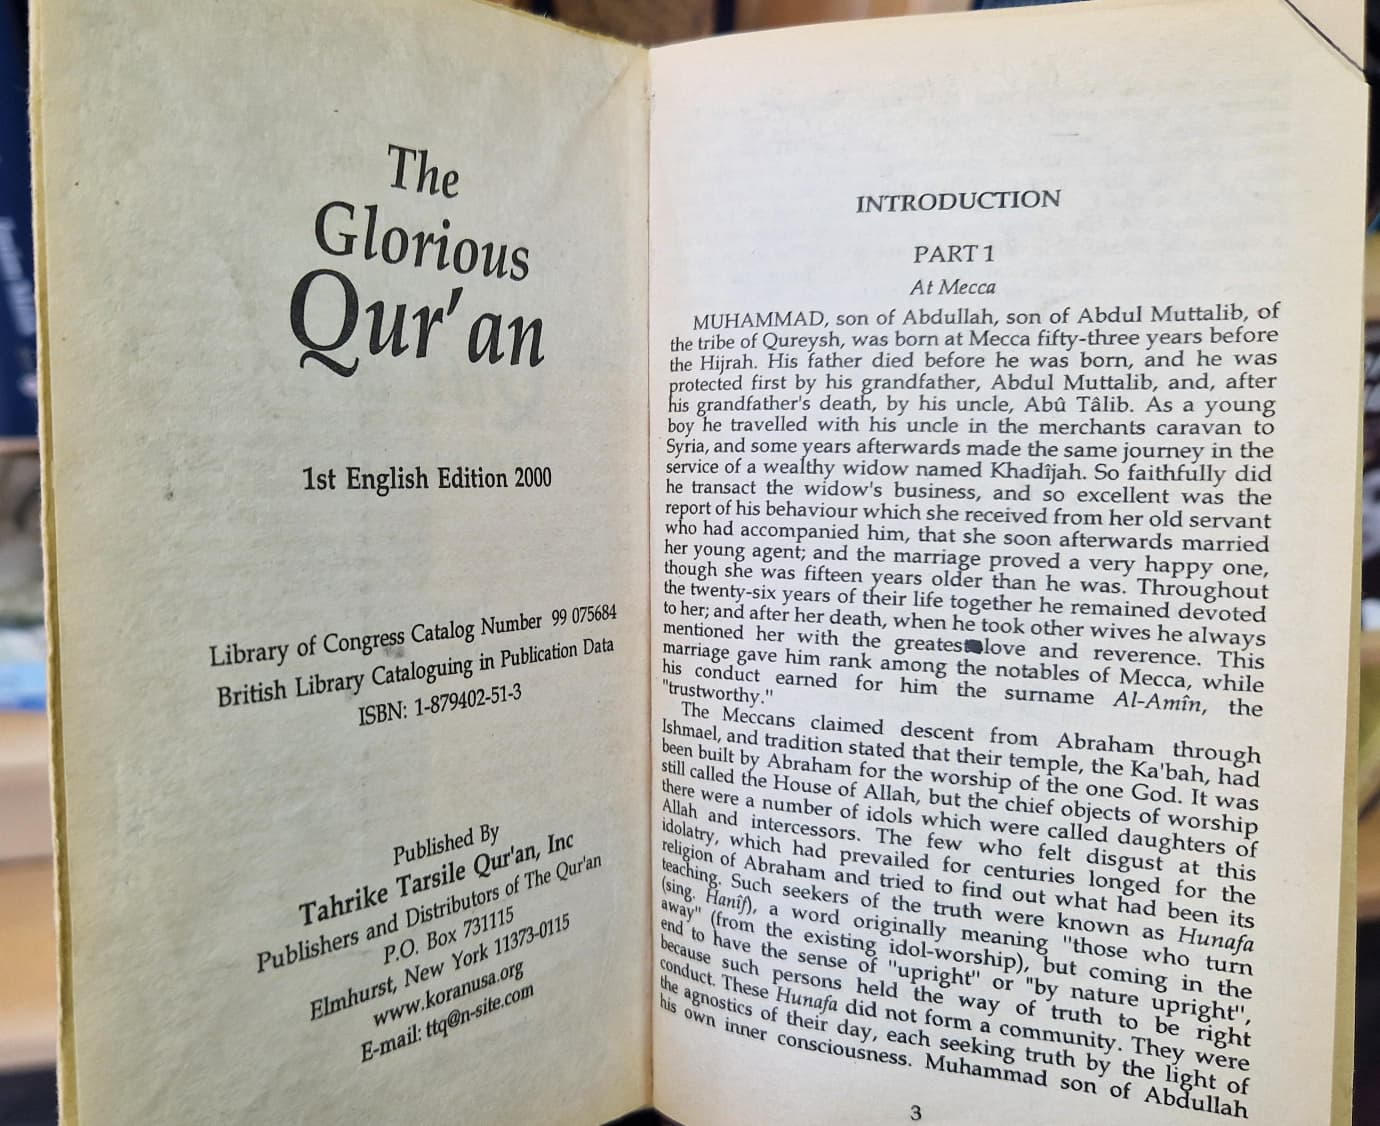 The
Glorious
Qur'an
1st English Edition 2000
Library of Congress Catalog Number 99 075684
British Library Cataloguing in Publication Data
ISBN: 1-879402-51-3
Published By
Tahrike Tarsile Qur'an, Inc
Publishers and Distributors of The Qur'an
P.O. Box 731115
Elmhurst, New York 11373-0115
www.koranusa.org
E-mail: ttq@n-site.com
INTRODUCTION
PART 1
At Mecca
MUHAMMAD, son of Abdullah, son of Abdul Muttalib, of
the tribe of Qureysh, was born at Mecca fifty-three years before
the Hijrah. His father died before he was born, and he was
protected first by his grandfather, Abdul Muttalib, and, after
his grandfather's death, by his uncle, Abû Tâlib. As a young
boy he travelled with his uncle in the merchants caravan to
Syria, and some years afterwards made the same journey in the
service of a wealthy widow named Khadîjah. So faithfully did
he transact the widow's business, and so excellent was the
report of his behaviour which she received from her old servant
who had accompanied him, that she soon afterwards married
her young agent; and the marriage proved a very happy one,
though she was fifteen years older than he was. Throughout
the twenty-six years of their life together he remained devoted
to her; and after her death, when he took other wives he always
mentioned her with the greates love and reverence. This
marriage gave him rank among the notables of Mecca, while
his conduct earned for him the surname Al-Amîn, the
"trustworthy."
The Meccans claimed descent from Abraham through
Ishmael, and tradition stated that their temple, the Ka'bah, had
been built by Abraham for the worship of the one God. It was
still called the House of Allah, but the chief objects of worship
there were a number of idols which were called daughters of
Allah and intercessors. The few who felt disgust at this
idolatry, which had prevailed for centuries longed for the
religion of Abraham and tried to find out what had been its
teaching. Such seekers of the truth were known as Hunafa
(sing. Hanîf), a word originally meaning "those who turn
away" (from the existing idol-worship), but coming in the
end to have the sense of "upright" or "by nature upright",
because such persons held the way of truth to be right
conduct. These Hunafa did not form a community. They were
the agnostics of their day, each seeking truth by the light of
his own inner consciousness. Muhammad son of Abdullah
3